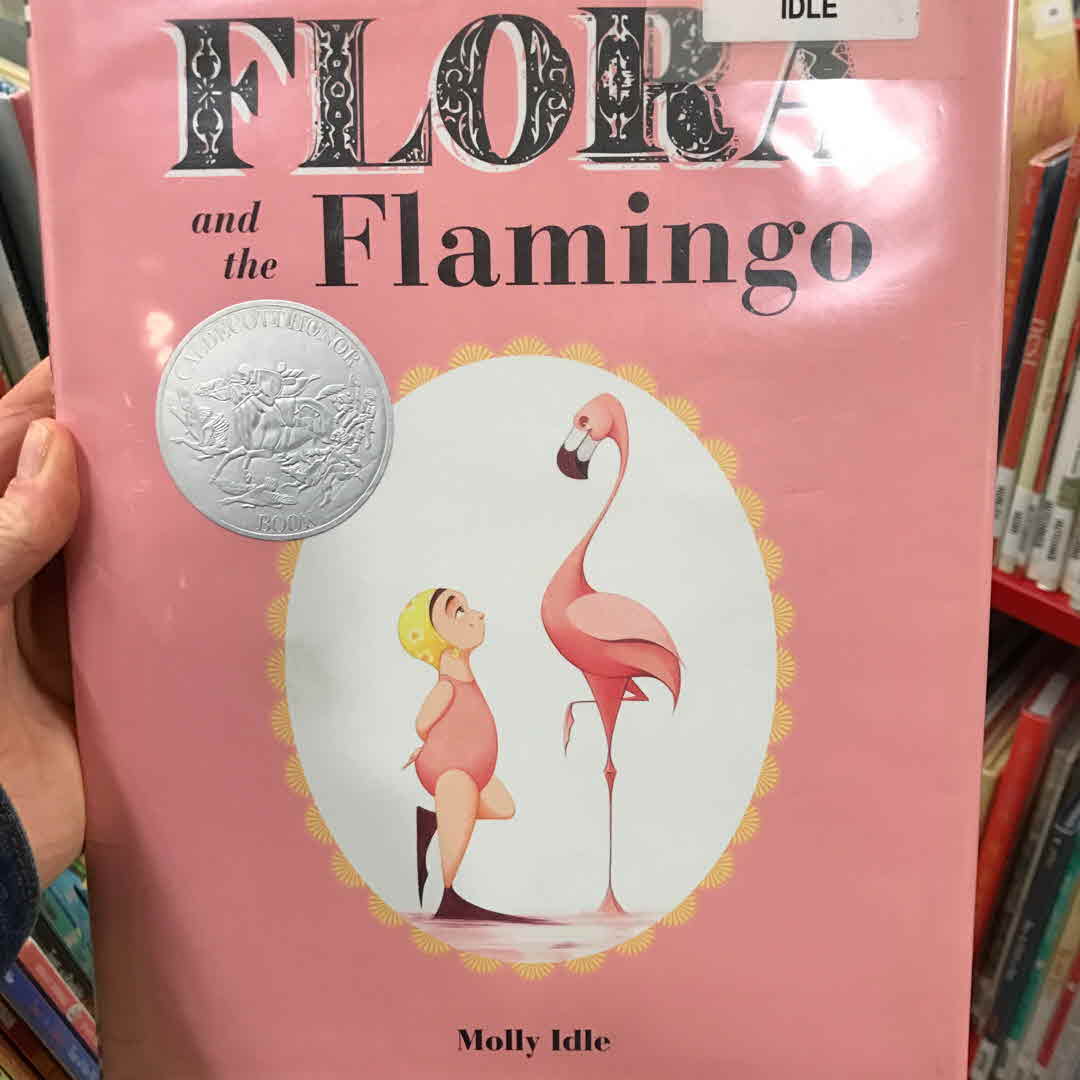 IDLE
FLORA
and
the
Flamingo
CALDECOTT HONOR
BOOK
Molly Idle